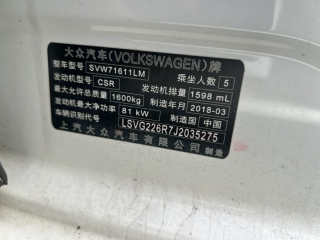 大众汽车(VOLKSWAGEN)牌
整车型号 SVW71611LM 乘坐人数 5
发动机型号 CSR 发动机排量 1598 mL
最大允许总质量 1600kg 制造年月 2018-03
发动机最大净功率 81 kW 制造国 中国
车辆识别代号 LSVG226R7J2035275
上汽大众汽车有限公司 制造